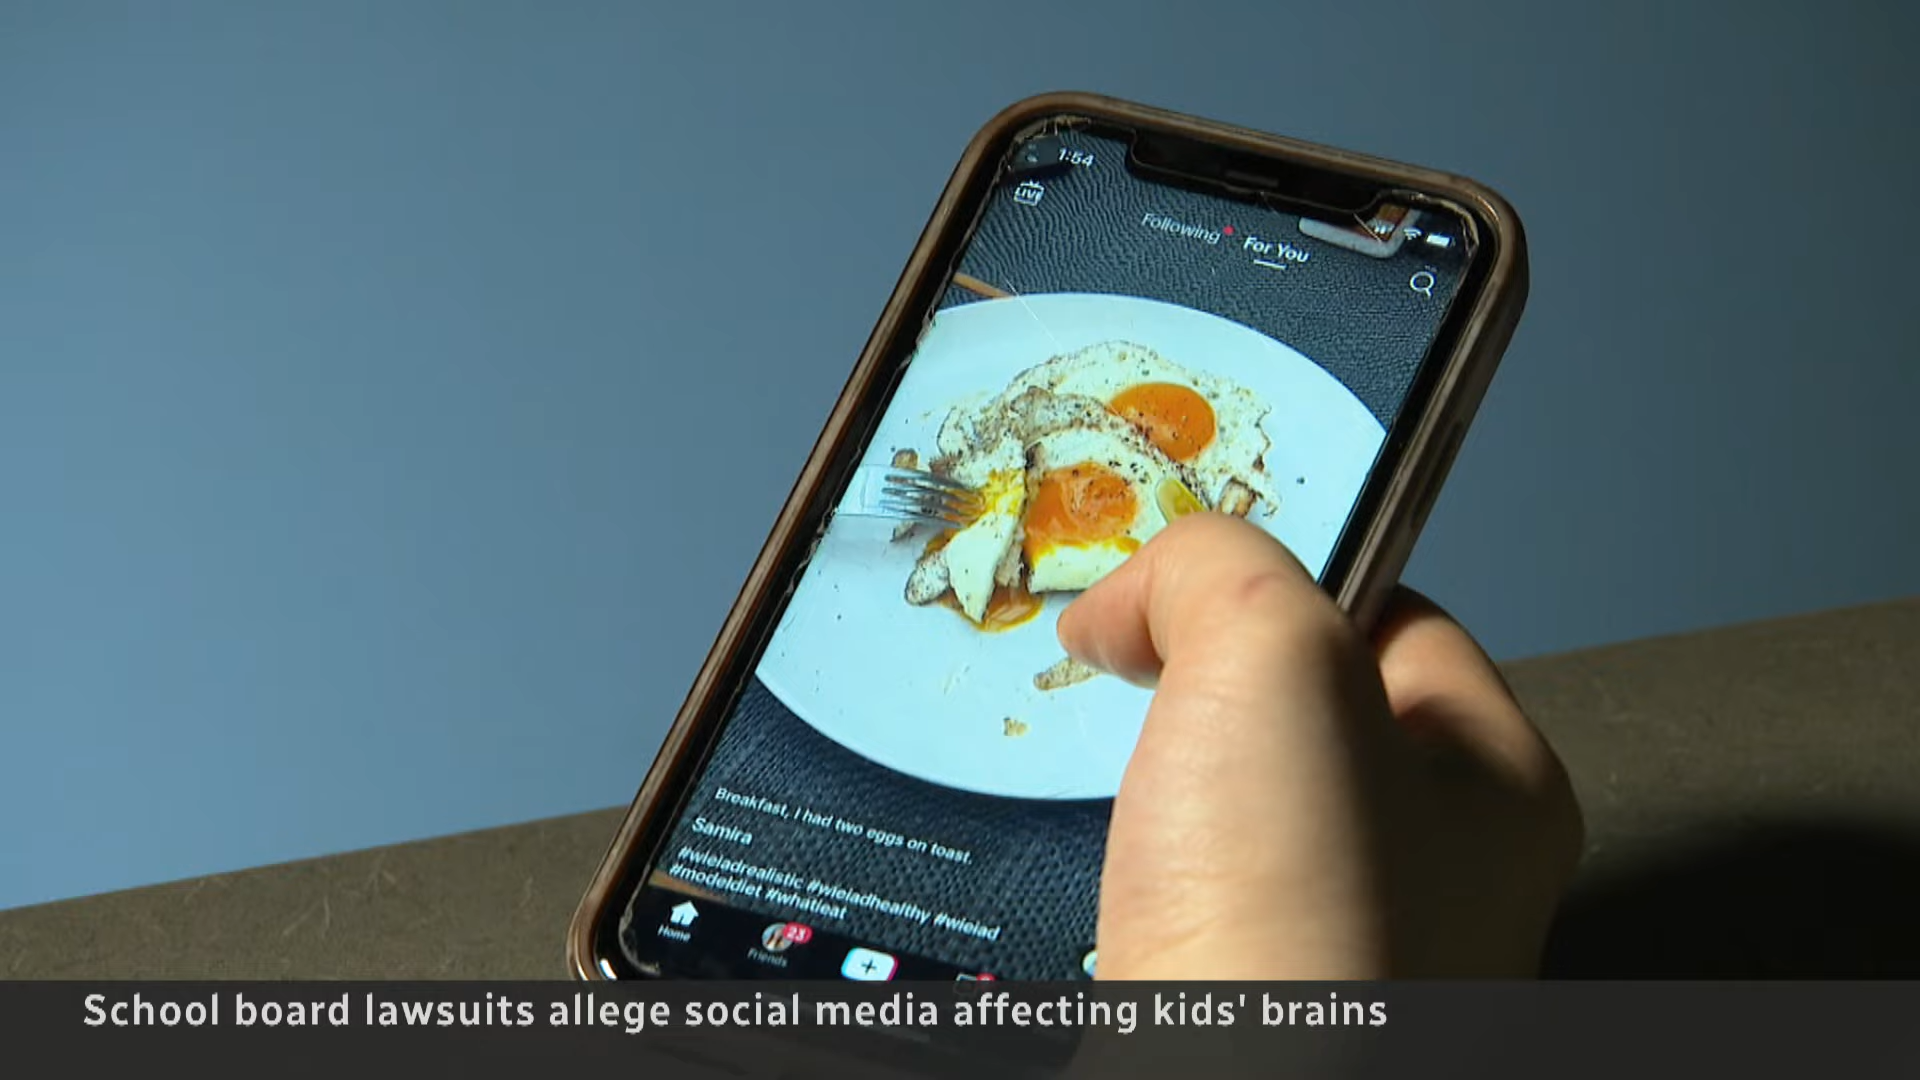 1:54
LIVE
Following
For You
Breakfast, I had two eggs on toast.
Samira
#wieiadrealistic #wieiadhealthy #wieiad
#modeldiet #whatieat
Home
23
Friends
School board lawsuits allege social media affecting kids' brains